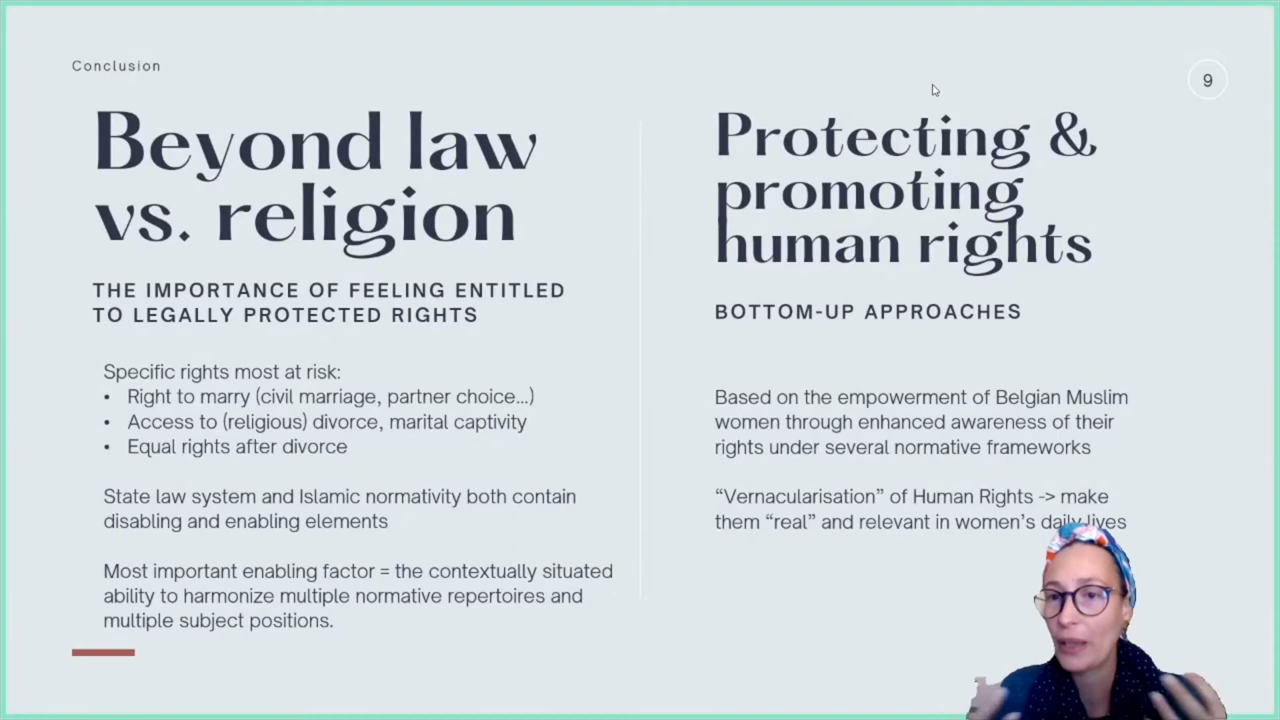 Conclusion
9
Beyond law
vs. religion
THE IMPORTANCE OF FEELING ENTITLED
TO LEGALLY PROTECTED RIGHTS
Specific rights most at risk:
• Right to marry (civil marriage, partner choice...)
• Access to (religious) divorce, marital captivity
• Equal rights after divorce
State law system and Islamic normativity both contain
disabling and enabling elements
Most important enabling factor = the contextually situated
ability to harmonize multiple normative repertoires and
multiple subject positions.
Protecting &
promoting
human rights
BOTTOM-UP APPROACHES
Based on the empowerment of Belgian Muslim
women through enhanced awareness of their
rights under several normative frameworks
“Vernacularisation” of Human Rights -> make
them “real” and relevant in women’s daily lives